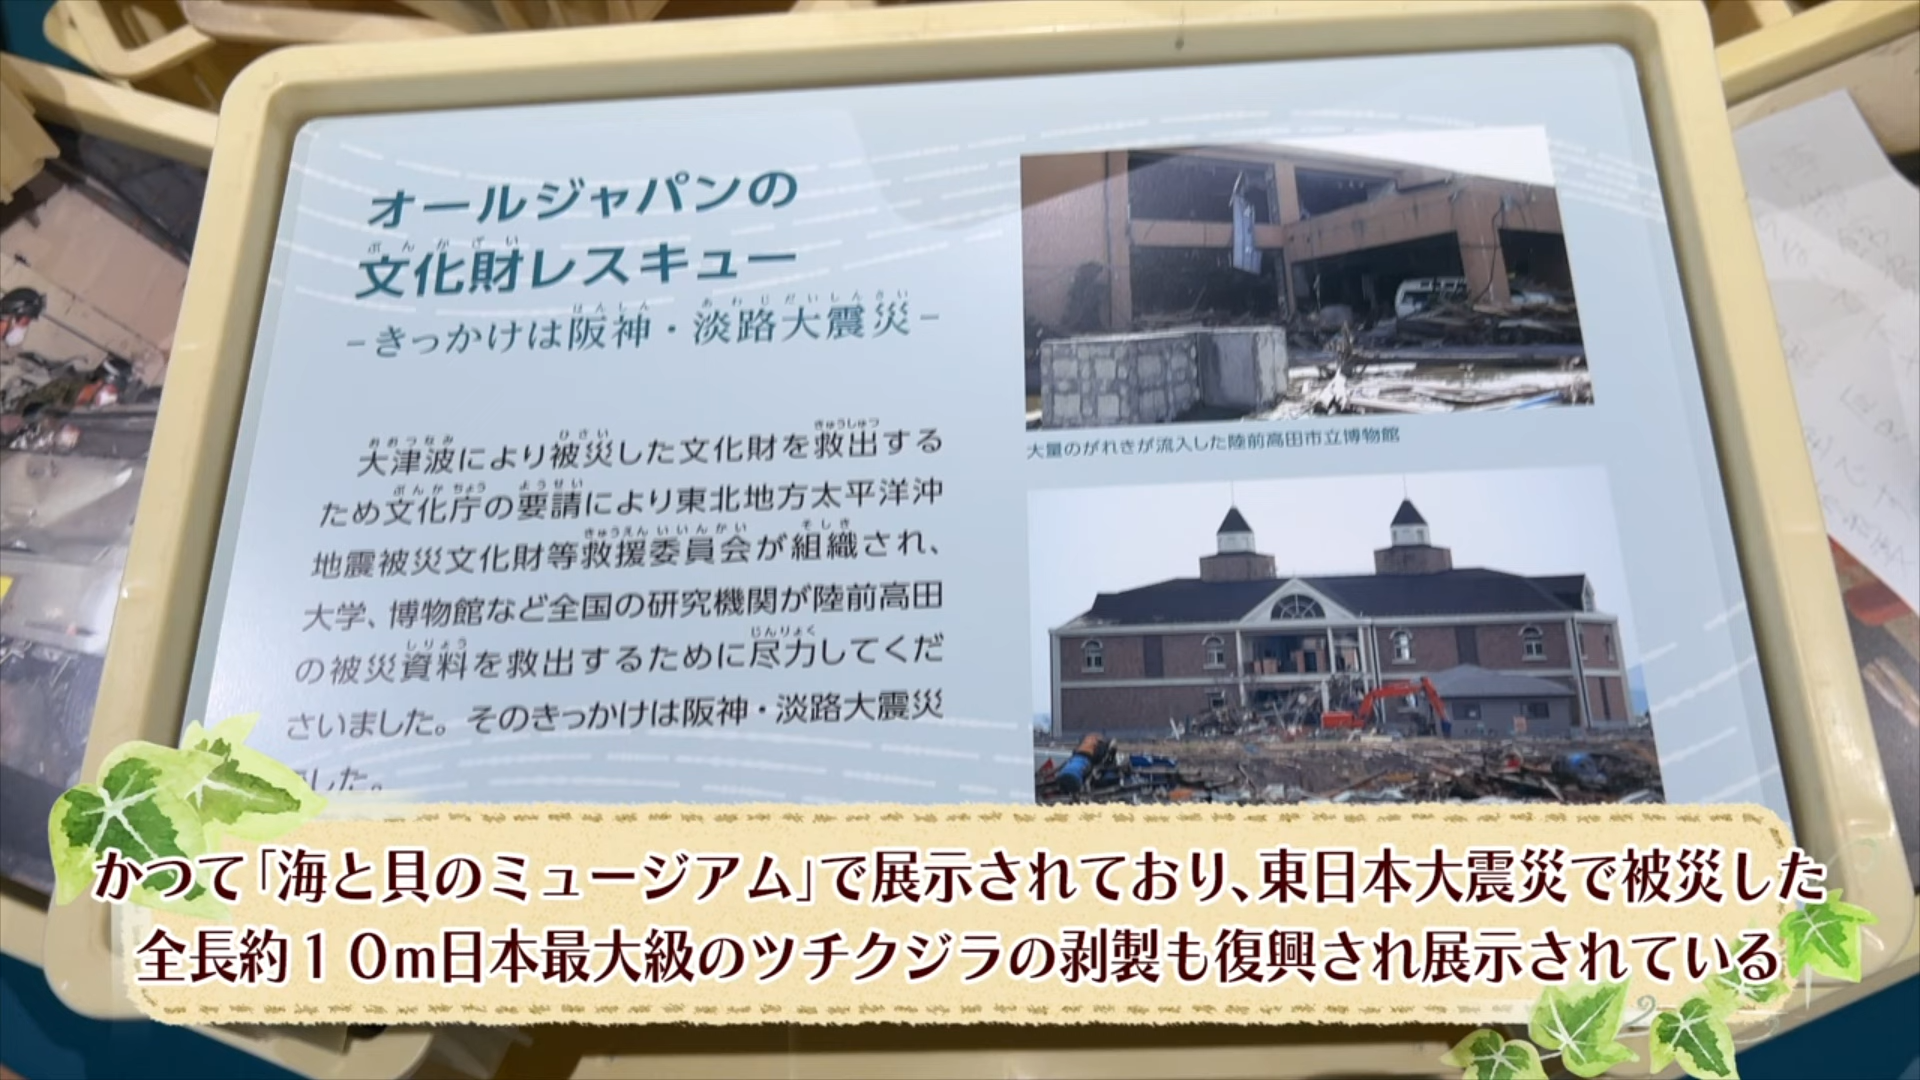 オールジャパンの
文化財レスキュー
ぶんかざい
-きっかけは阪神・淡路大震災-
はんしん あわじだいしんさい
大津波により被災した文化財を救出する
おおつなみ ひさい きゅうしゅつ
ため文化庁の要請により東北地方太平洋沖
ぶんかちょう ようせい
地震被災文化財等救援委員会が組織され、
きゅうえんいいんかい そしき
大学、博物館など全国の研究機関が陸前高田
の被災資料を救出するために尽力してくだ
しりょう じんりょく
さいました。そのきっかけは阪神・淡路大震災
した。
大量のがれきが流入した陸前高田市立博物館
かつて「海と貝のミュージアム」で展示されており、東日本大震災で被災した
全長約１０m日本最大級のツチクジラの剥製も復興され展示されている